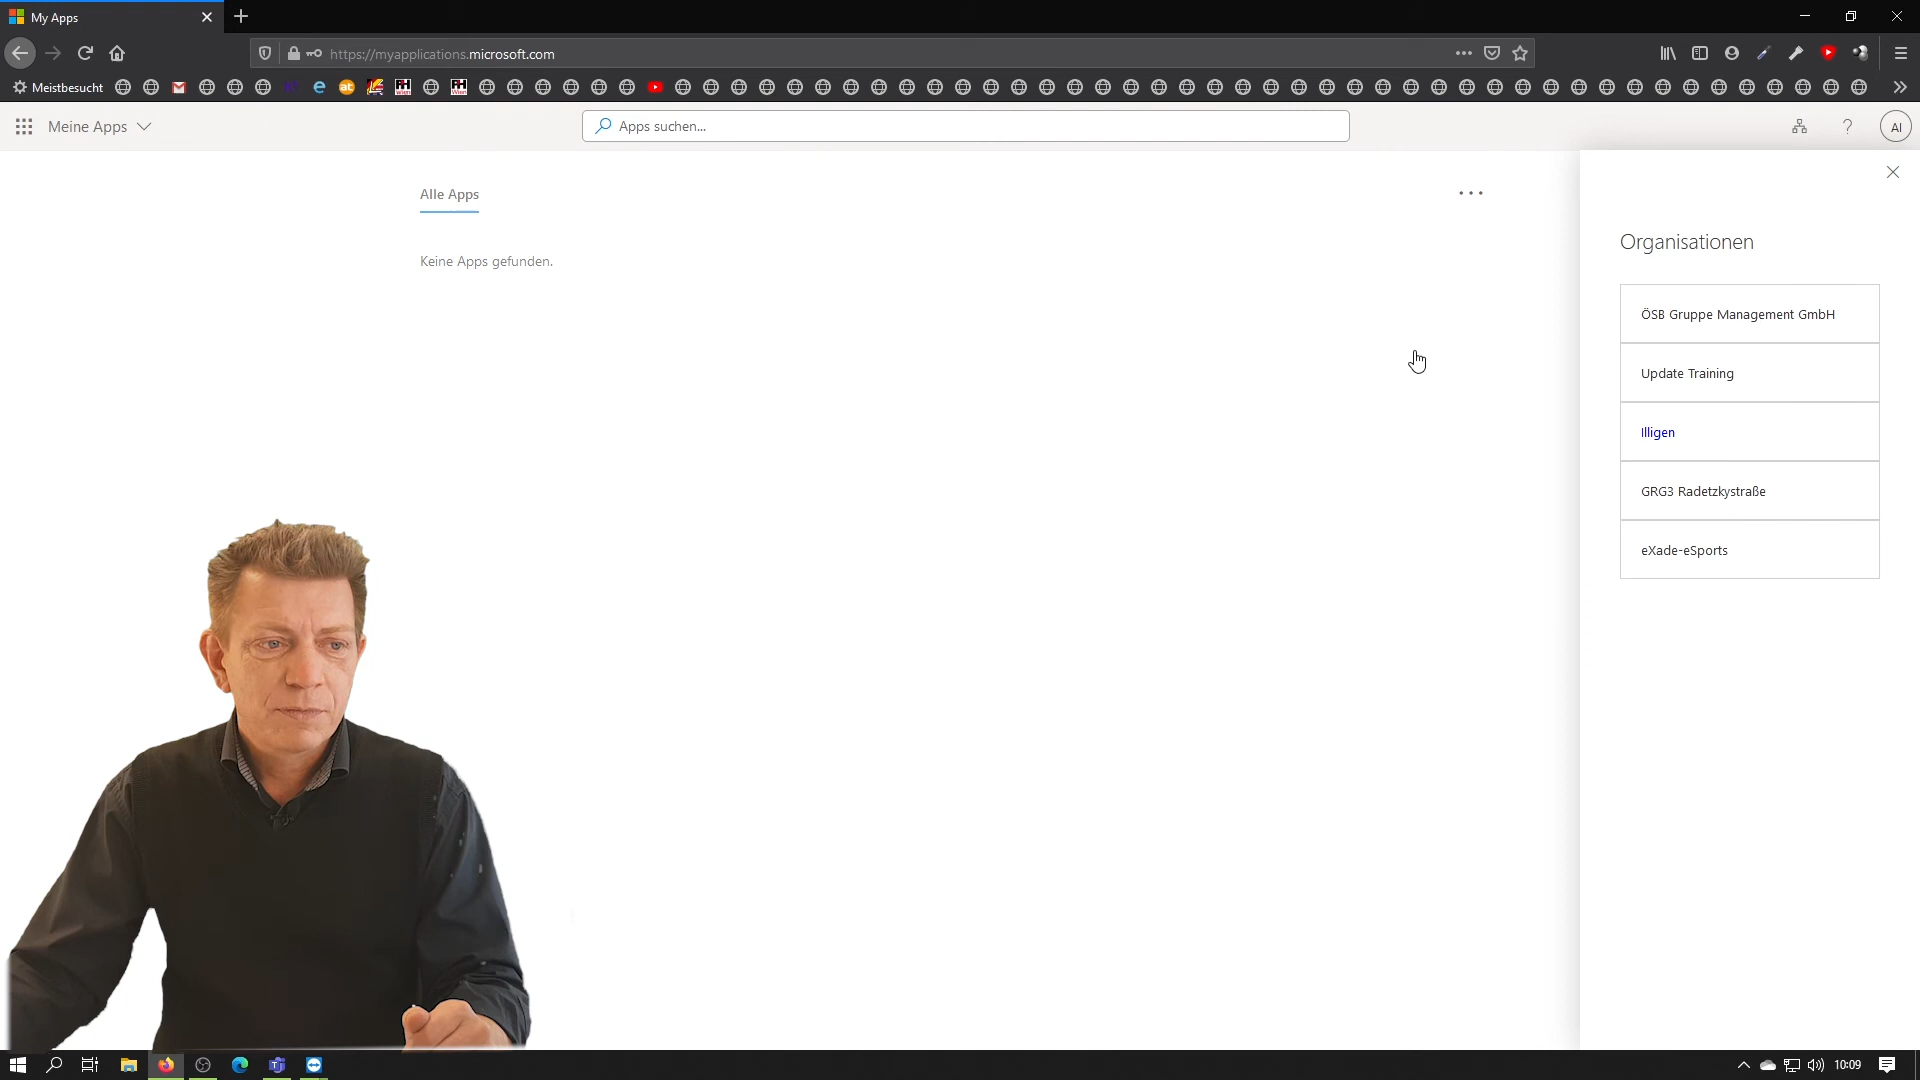 My Apps
https://myapplications.microsoft.com
Meistbesucht
Meine Apps
Apps suchen...
AI
Alle Apps
Keine Apps gefunden.
Organisationen
ÖSB Gruppe Management GmbH
Update Training
Illigen
GRG3 Radetzkystraße
eXade-eSports
10:09